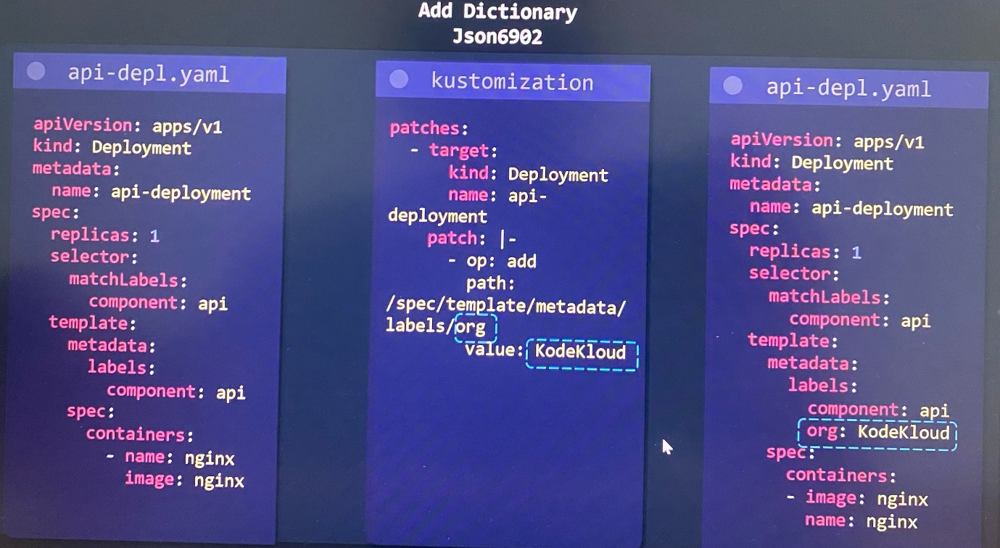 Add Dictionary
Json6902
api-depl.yaml
apiVersion: apps/v1
kind: Deployment
metadata:
  name: api-deployment
spec:
  replicas: 1
  selector:
    matchLabels:
      component: api
  template:
    metadata:
      labels:
        component: api
    spec:
      containers:
        - name: nginx
          image: nginx
kustomization
patches:
  - target:
      kind: Deployment
      name: api-
deployment
    patch: |-
      - op: add
        path:
/spec/template/metadata/
labels/org
        value: KodeKloud
api-depl.yaml
apiVersion: apps/v1
kind: Deployment
metadata:
  name: api-deployment
spec:
  replicas: 1
  selector:
    matchLabels:
      component: api
  template:
    metadata:
      labels:
        component: api
        org: KodeKloud
    spec:
      containers:
      - image: nginx
        name: nginx